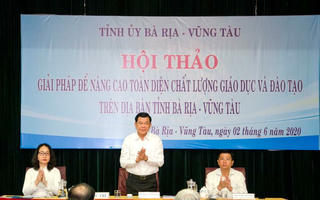 TỈNH ỦY BÀ RỊA - VŨNG TÀU
HỘI THẢO
GIẢI PHÁP ĐỂ NÂNG CAO TOÀN DIỆN CHẤT LƯỢNG GIÁO DỤC VÀ ĐÀO TẠO
TRÊN ĐỊA BÀN TỈNH BÀ RỊA - VŨNG TÀU
Bà Rịa - Vũng Tàu, ngày 02 tháng 6 năm 2020